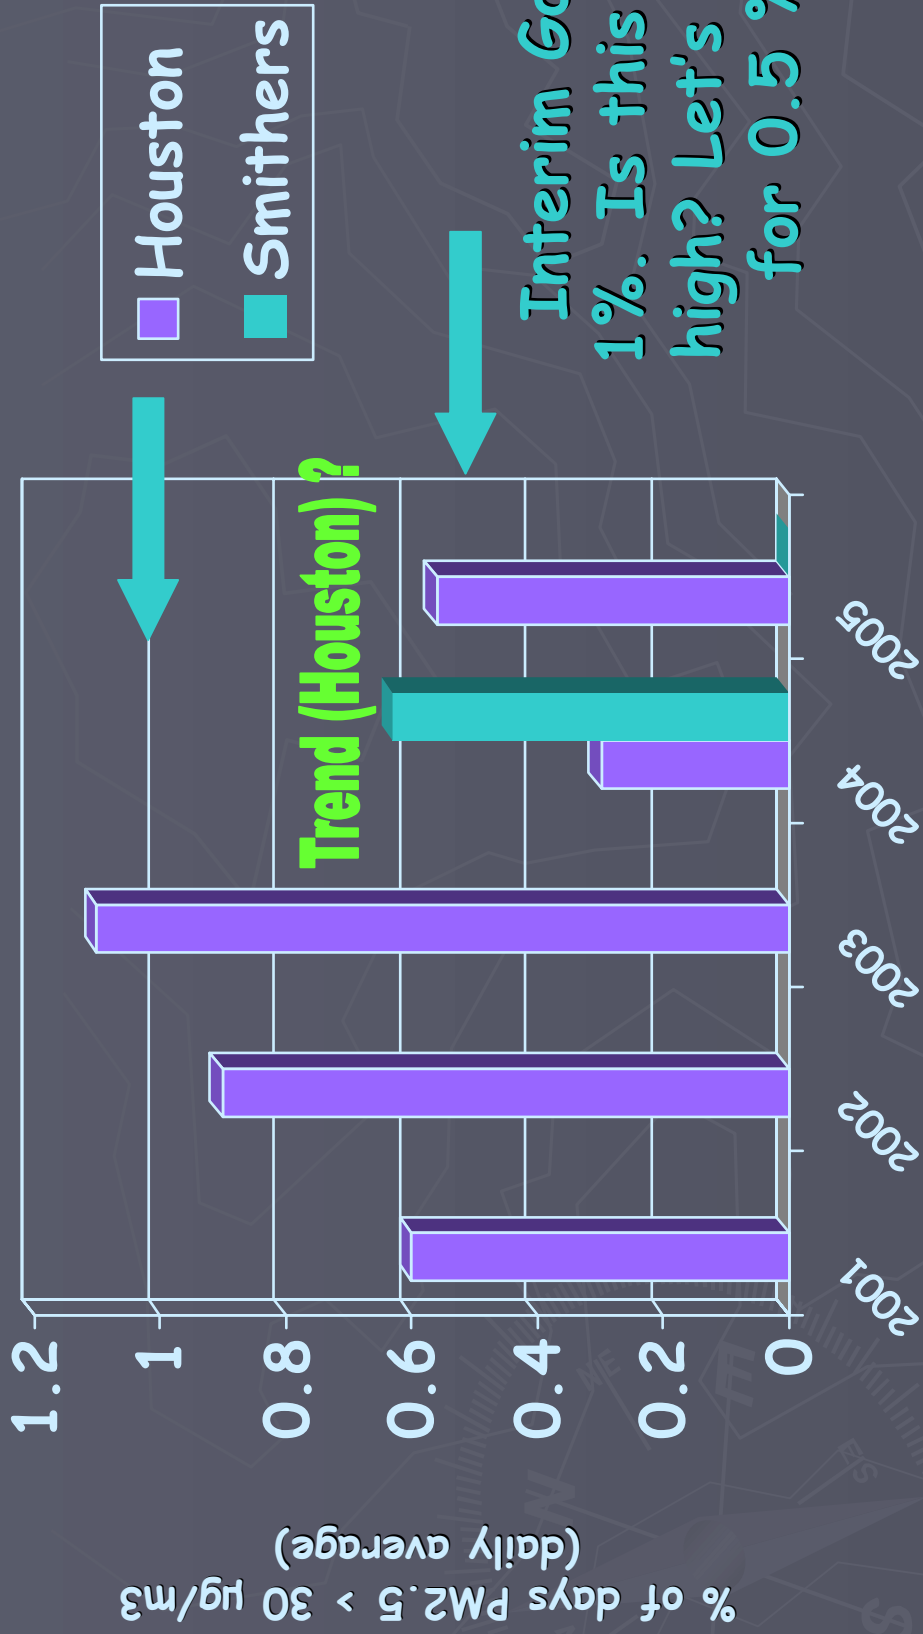 Houston
Smithers
Interim
1%. Is this
high? Let's
for 0.5 %
Trend (Houston) ?
1.2
1
0.8
0.6
0.4
0.2
0
2001
2002
2003
2004
2005
% of days PM2.5 > 30 µg/m3
(daily average)
N
NE
E
ES
S